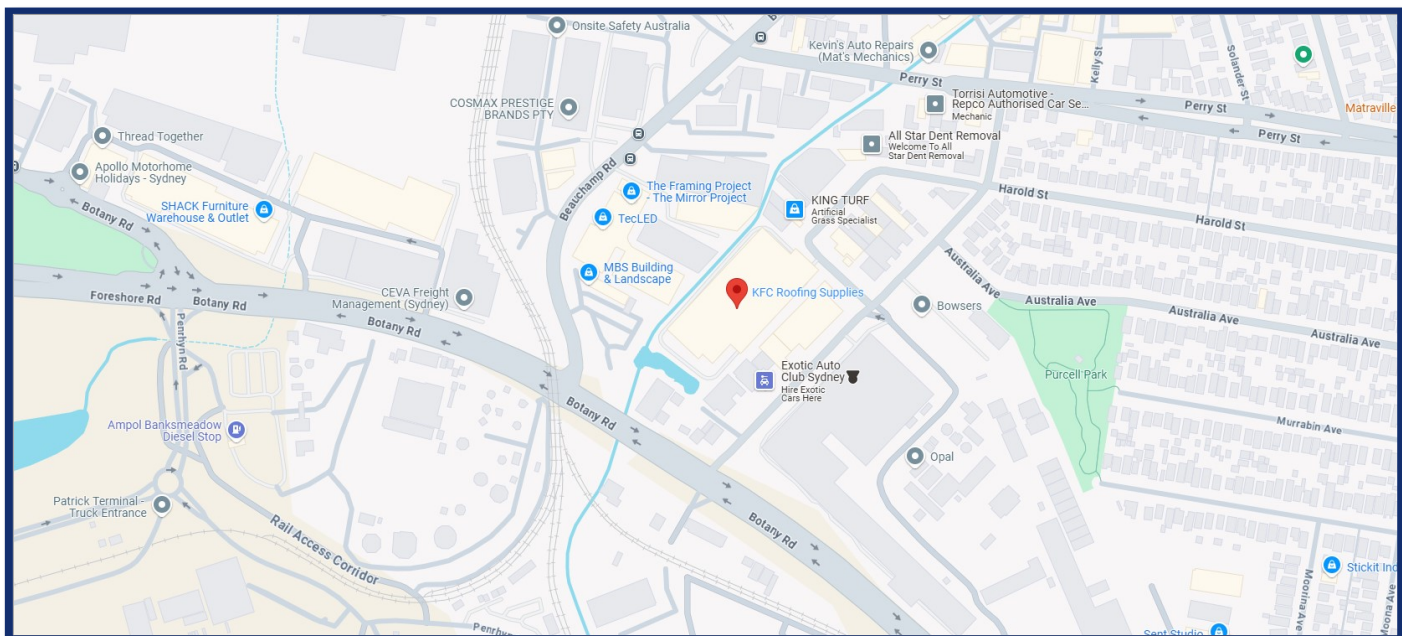 Onsite Safety Australia
Kevin's Auto Repairs
(Mat's Mechanics)
Kelly St
Solander St
Perry St
COSMAX PRESTIGE
BRANDS PTY
Torrisi Automotive -
Repco Authorised Car Se...
Mechanic
Perry St
Matraville
Perry St
Thread Together
All Star Dent Removal
Welcome To All
Star Dent Removal
Apollo Motorhome
Holidays - Sydney
Beauchamp Rd
The Framing Project
- The Mirror Project
Harold St
Harold St
SHACK Furniture
Warehouse & Outlet
Botany Rd
TecLED
KING TURF
Artificial
Grass Specialist
MBS Building
& Landscape
Australia Ave
CEVA Freight
Management (Sydney)
KFC Roofing Supplies
Foreshore Rd
Botany Rd
Botany Rd
Bowsers
Australia Ave
Australia Ave
Australia Ave
Penrhyn Rd
Exotic Auto
Club Sydney
Hire Exotic
Cars Here
Purcell Park
Botany Rd
Murrabin Ave
Ampol Banksmeadow
Diesel Stop
Opal
Patrick Terminal -
Truck Entrance
Botany Rd
Rail Access Corridor
Stickit Ind
Moorina Ave
oona Ave
Penrhyn
Sent Studio